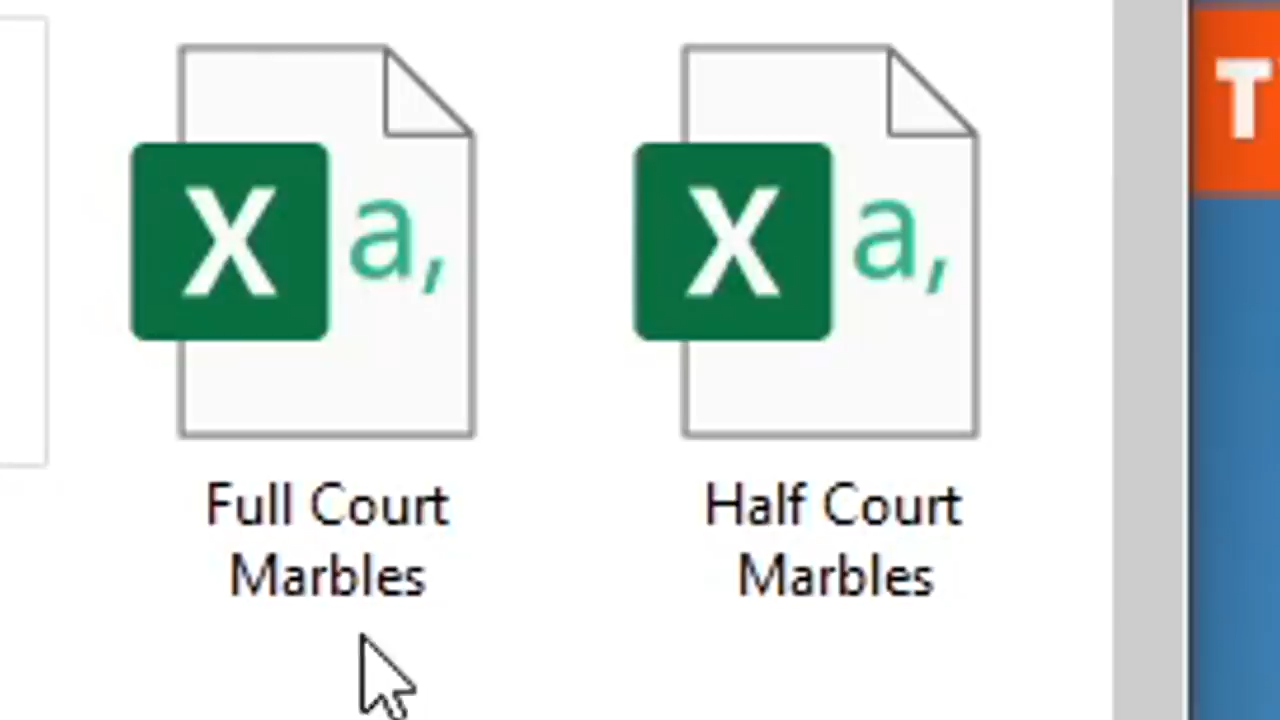 X a,
X a,
T
Full Court
Marbles
Half Court
Marbles